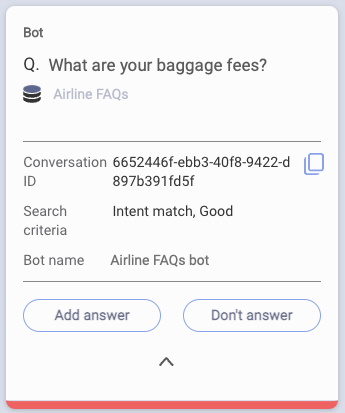 Bot
Q. What are your baggage fees?
Airline FAQs
Conversation 6652446f-ebb3-40f8-9422-d
ID 897b391fd5f
Search Intent match, Good
criteria
Bot name Airline FAQs bot
Add answer Don't answer